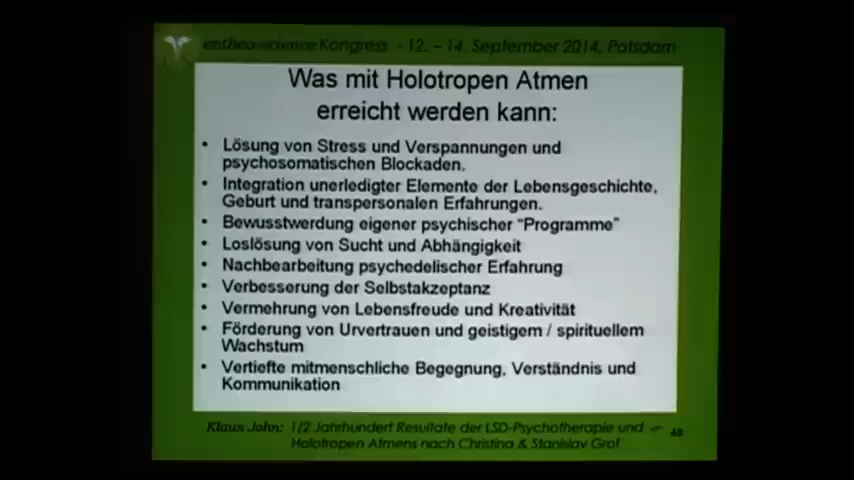 entheo-science Kongress - 12. – 14. September 2014, Potsdam
Was mit Holotropen Atmen
erreicht werden kann:
• Lösung von Stress und Verspannungen und
psychosomatischen Blockaden.
• Integration unerledigter Elemente der Lebensgeschichte,
Geburt und transpersonalen Erfahrungen.
• Bewusstwerdung eigener psychischer “Programme”
• Loslösung von Sucht und Abhängigkeit
• Nachbearbeitung psychedelischer Erfahrung
• Verbesserung der Selbstakzeptanz
• Vermehrung von Lebensfreude und Kreativität
• Förderung von Urvertrauen und geistigem / spirituellem
Wachstum
• Vertiefte mitmenschliche Begegnung, Verständnis und
Kommunikation
Klaus John: 1/2 Jahrhundert Resultate der LSD-Psychotherapie und
Holotropen Atmens nach Christina & Stanislav Grof
48